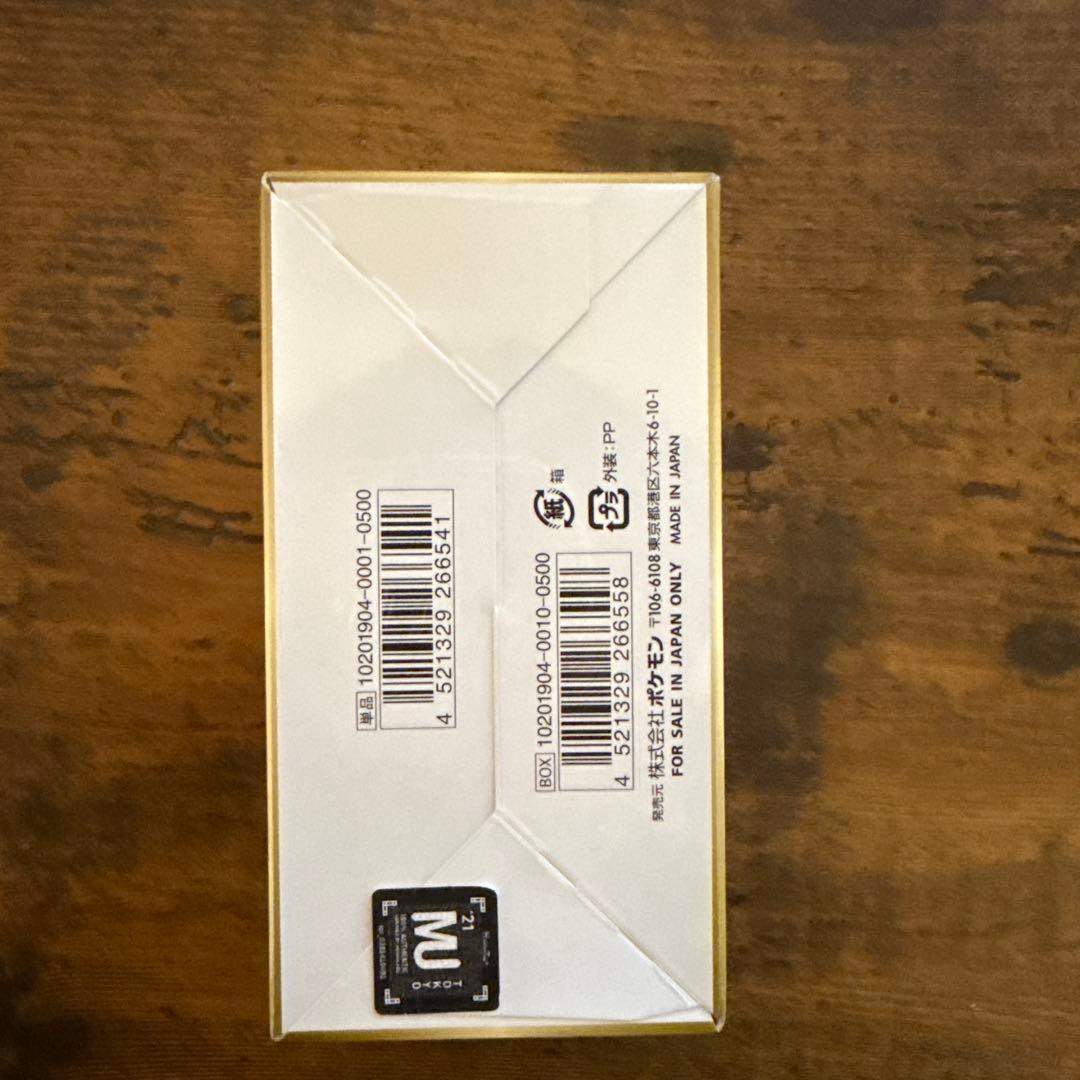 単品 10201904-0001-0500
4 521329 266541
BOX 10201904-0010-0500
4 521329 266558
紙 箱
プラ 外装:PP
発売元 株式会社ポケモン 〒106-6108 東京都港区六本木6-10-1
FOR SALE IN JAPAN ONLY MADE IN JAPAN
'21
MU
TOKYO
100% AUTHENTIC